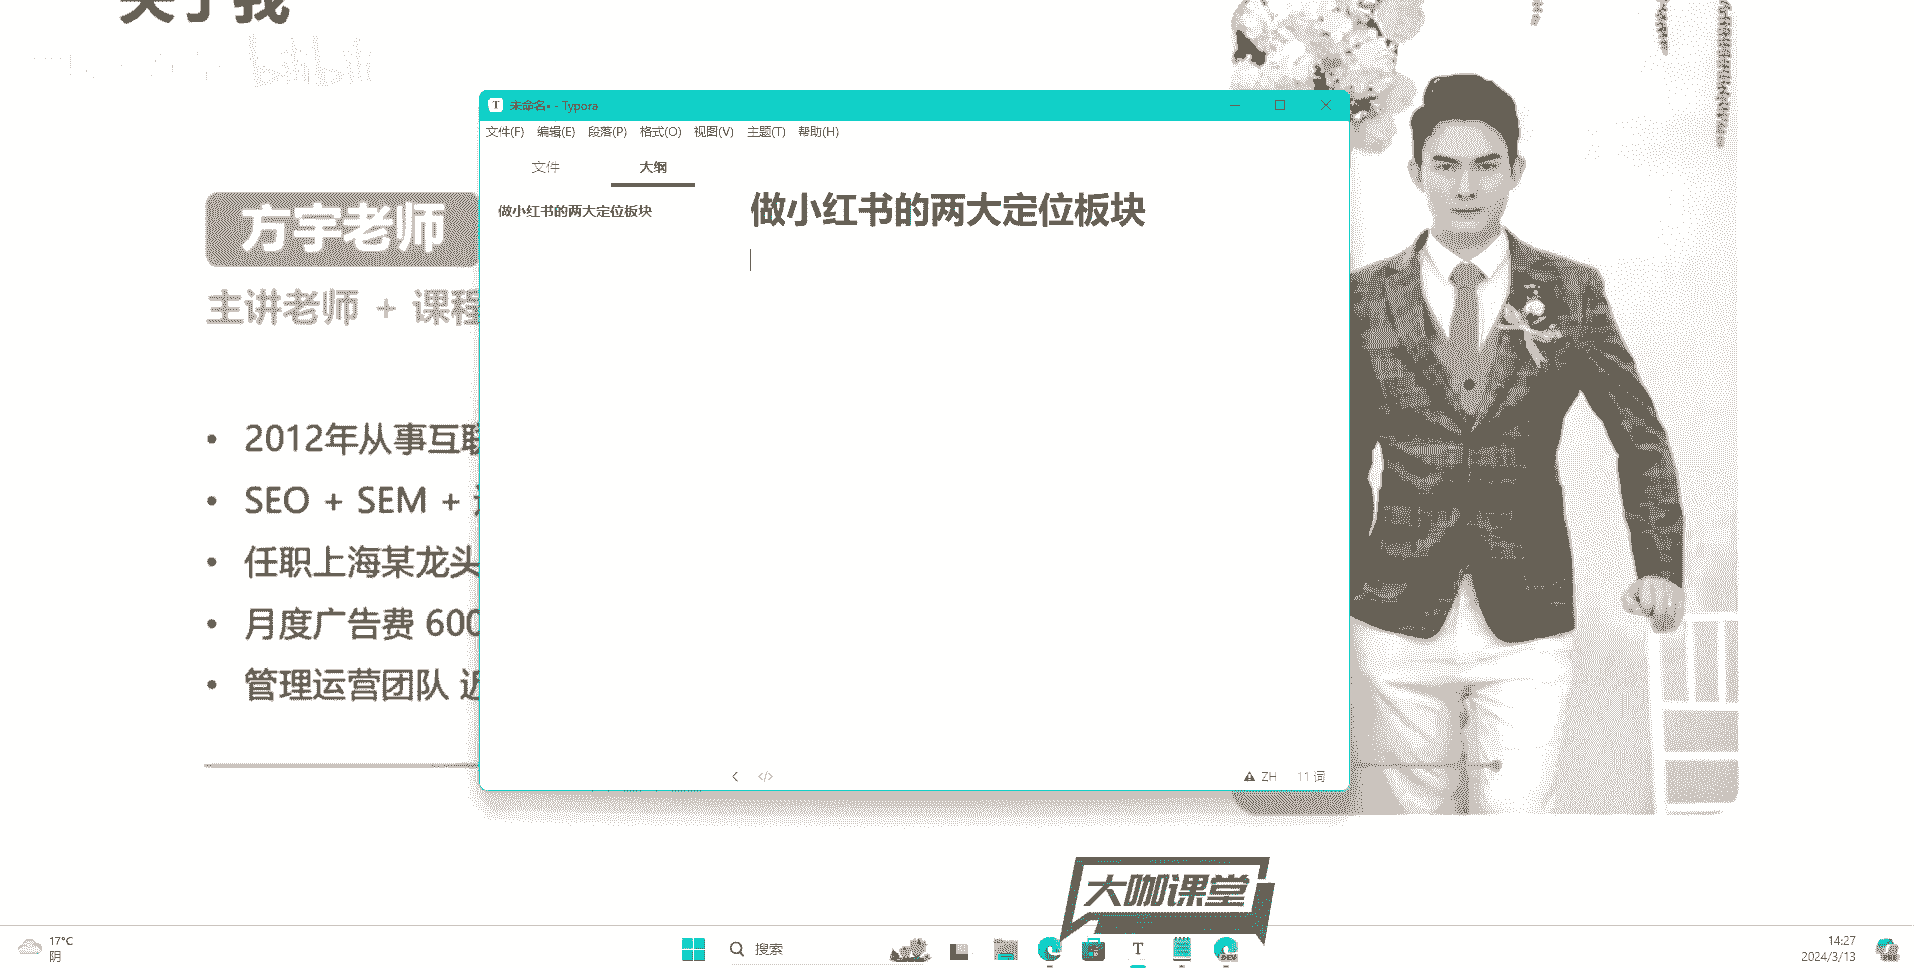 关于我
bilibili
未命名• - Typora
文件(F) 编辑(E) 段落(P) 格式(O) 视图(V) 主题(T) 帮助(H)
文件 大纲
做小红书的两大定位板块
做小红书的两大定位板块
方宇老师
主讲老师 + 课程
2012年从事互联
SEO + SEM +
任职上海某龙头
月度广告费 600
管理运营团队 近
ZH 11 词
大咖课堂
17°C
阴
搜索
14:27
2024/3/13